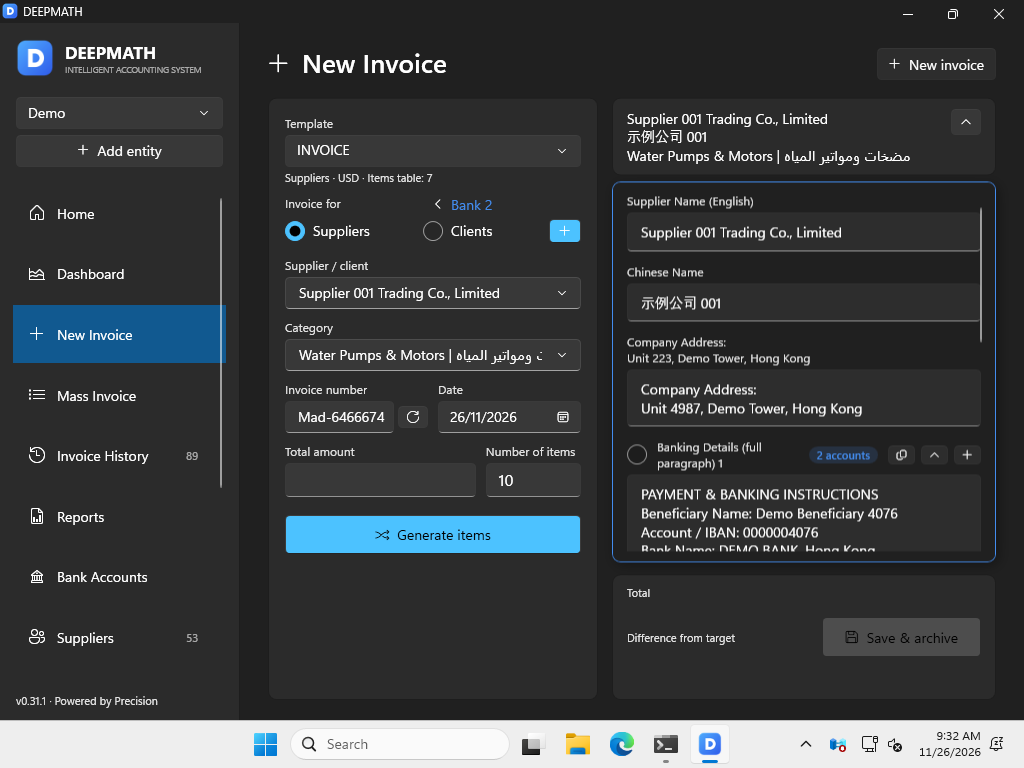 DEEPMATH
DEEPMATH
INTELLIGENT ACCOUNTING SYSTEM
Demo
+ Add entity
Home
Dashboard
New Invoice
Mass Invoice
Invoice History 89
Reports
Bank Accounts
Suppliers 53
v0.31.1 · Powered by Precision
New Invoice
New invoice
Template
INVOICE
Suppliers · USD · Items table: 7
Invoice for
Bank 2
Suppliers
Clients
Supplier / client
Supplier 001 Trading Co., Limited
Category
Water Pumps & Motors | ومواتير المياه
Invoice number
Date
Mad-6466674
26/11/2026
Total amount
Number of items
10
Generate items
Supplier 001 Trading Co., Limited
示例公司 001
Water Pumps & Motors | مضخات ومواتير المياه
Supplier Name (English)
Supplier 001 Trading Co., Limited
Chinese Name
示例公司 001
Company Address:
Unit 223, Demo Tower, Hong Kong
Company Address:
Unit 4987, Demo Tower, Hong Kong
Banking Details (full paragraph) 1
2 accounts
PAYMENT & BANKING INSTRUCTIONS
Beneficiary Name: Demo Beneficiary 4076
Account / IBAN: 0000004076
Bank Name: DEMO BANK, Hong Kong
Total
Difference from target
Save & archive
Search
9:32 AM
11/26/2026